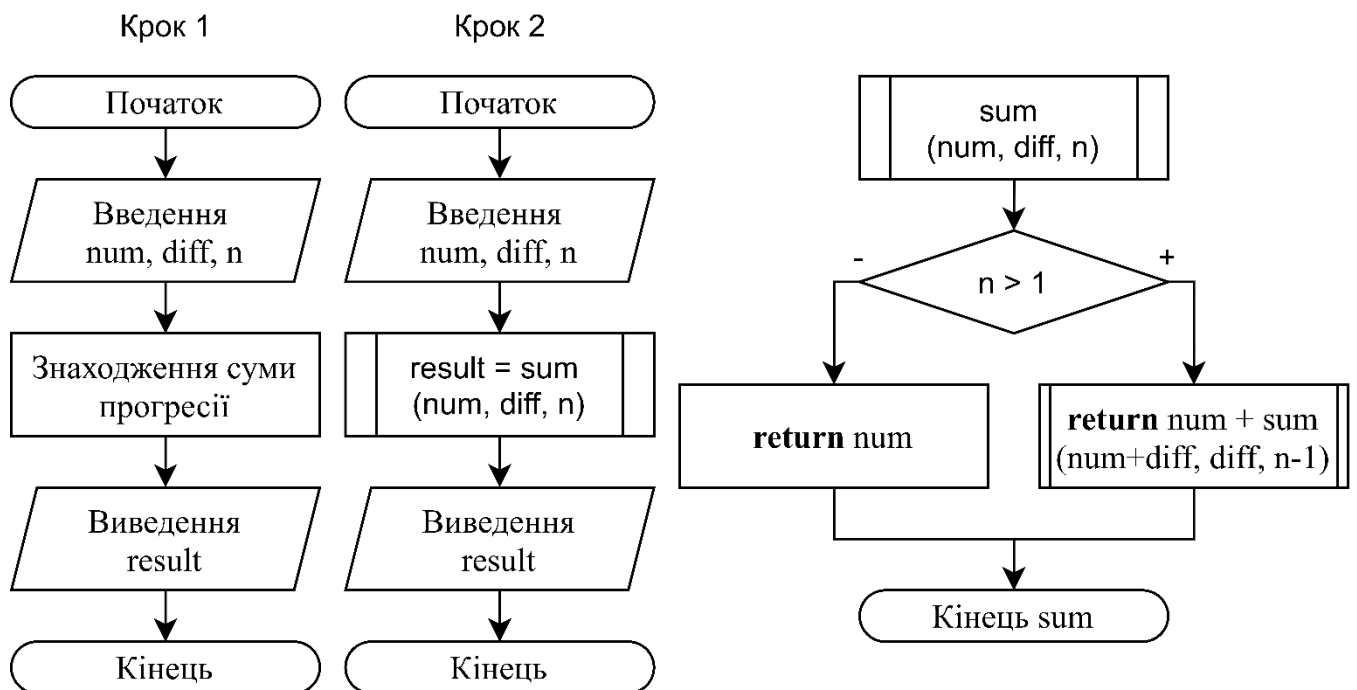 Крок 1
Початок
Введення
num, diff, n
Знаходження суми
прогресії
Виведення
result
Кінець
Крок 2
Початок
Введення
num, diff, n
result = sum
(num, diff, n)
Виведення
result
Кінець
sum
(num, diff, n)
n > 1
-
+
return num
return num + sum
(num+diff, diff, n-1)
Кінець sum